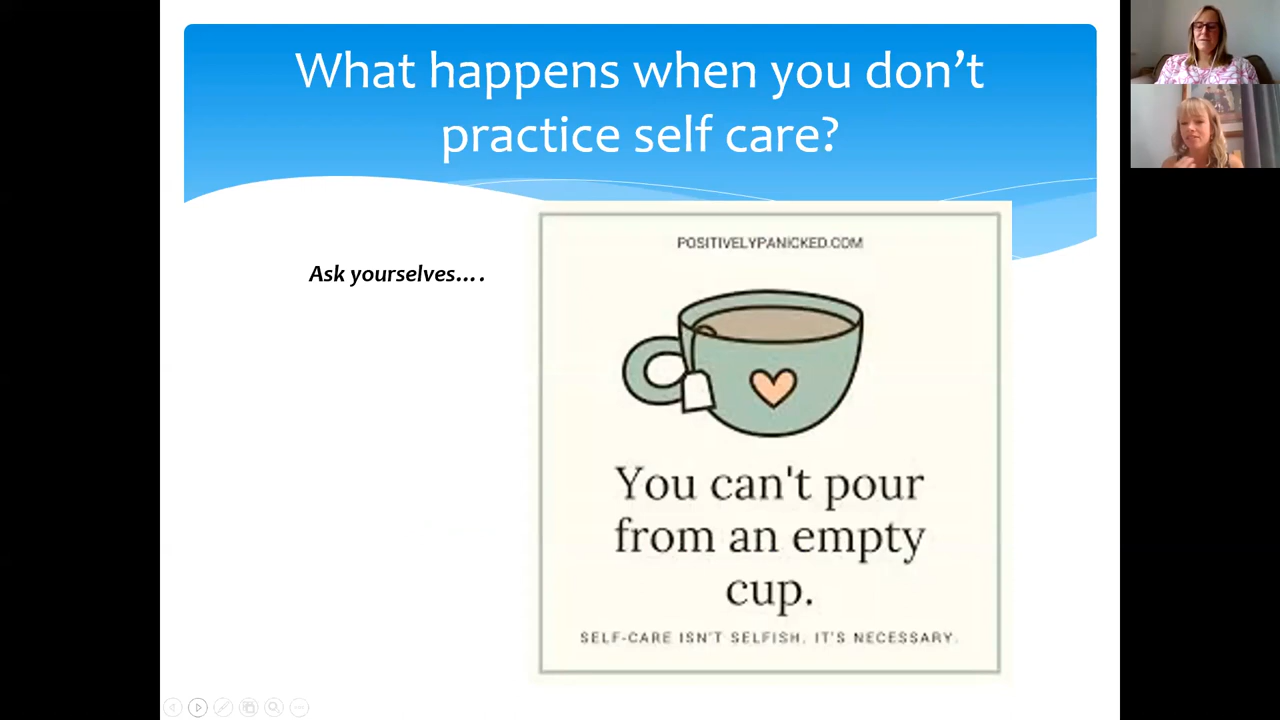 What happens when you don’t
practice self care?
Ask yourselves….
POSITIVELYPANICKED.COM
You can't pour
from an empty
cup.
SELF-CARE ISN'T SELFISH. IT'S NECESSARY.